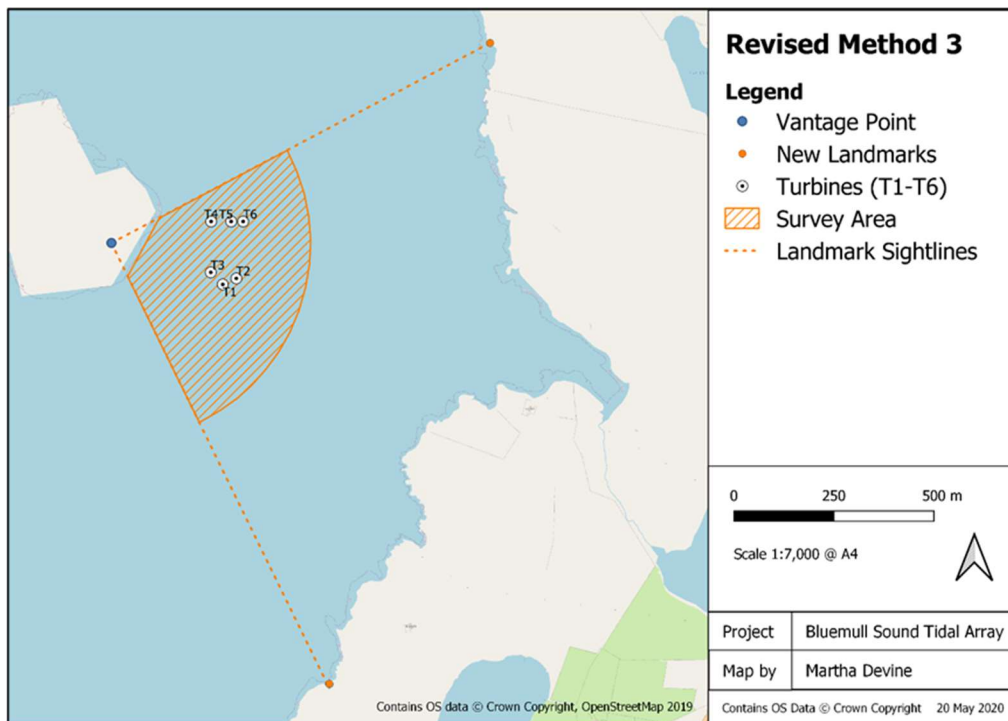 Revised Method 3
Legend
Vantage Point
New Landmarks
Turbines (T1-T6)
Survey Area
Landmark Sightlines
T4 T5 T6
T3 T2
T1
0 250 500 m
Scale 1:7,000 @ A4
Project Bluemull Sound Tidal Array
Map by Martha Devine
Contains OS data © Crown Copyright, OpenStreetMap 2019
Contains OS Data © Crown Copyright 20 May 2020